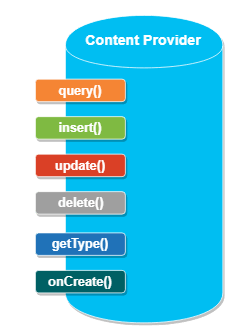 Content Provider
query()
insert()
update()
delete()
getType()
onCreate()